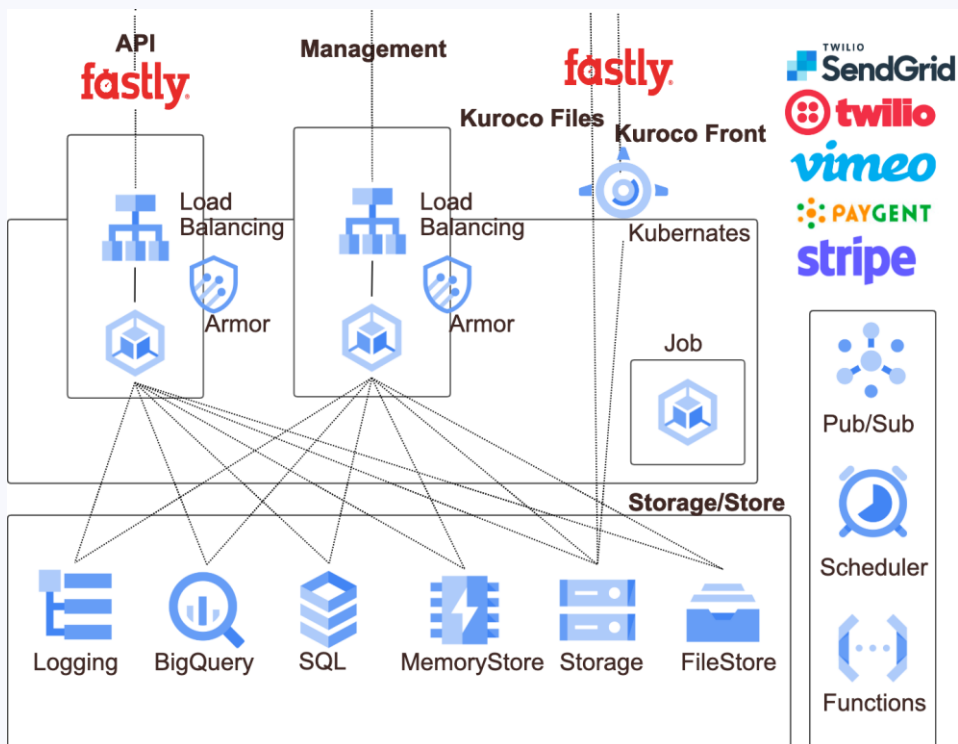 API
fastly
Management
fastly
Kuroco Files
Kuroco Front
TWILIO
SendGrid
twilio
vimeo
PAYGENT
stripe
Load
Balancing
Armor
Load
Balancing
Armor
Kubernates
Job
Storage/Store
Logging
BigQuery
SQL
MemoryStore
Storage
FileStore
Pub/Sub
Scheduler
Functions